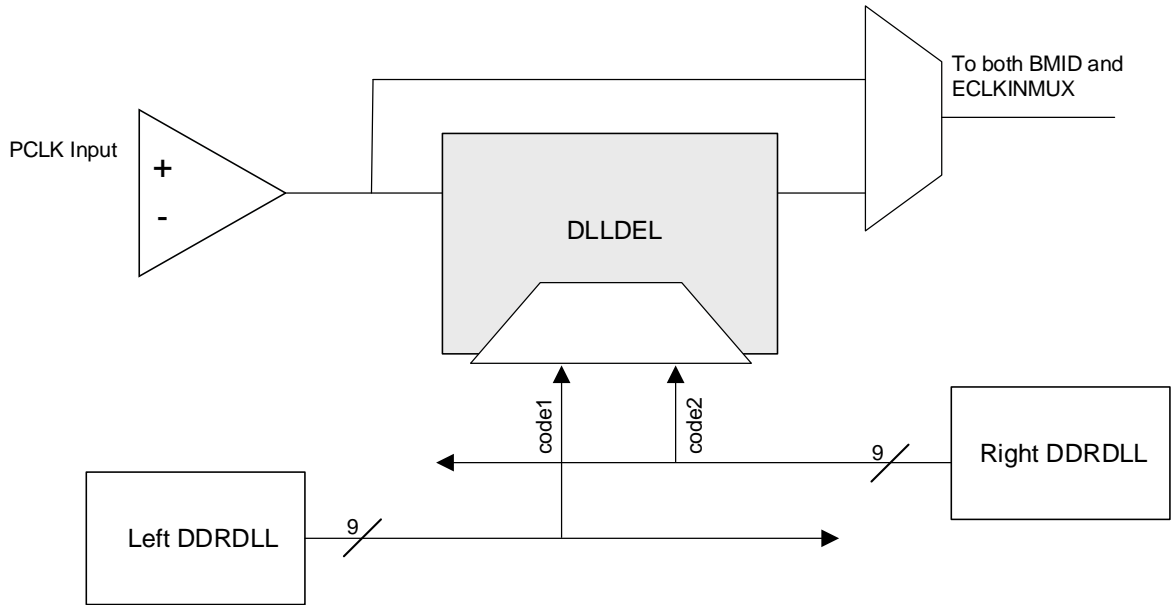 To both BMID and
ECLKINMUX
PCLK Input
+
-
DLLDEL
code1
code2
9
Right DDRDLL
9
Left DDRDLL